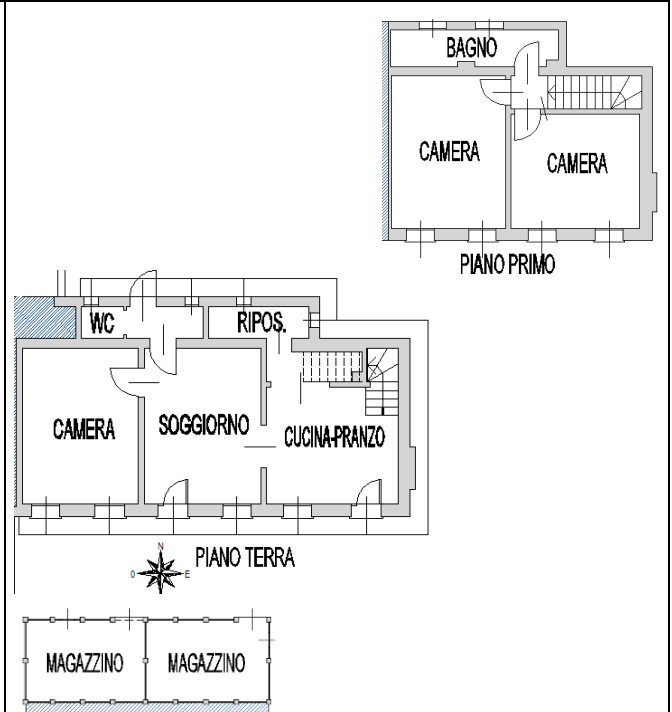 BAGNO
CAMERA
CAMERA
PIANO PRIMO
WC
RIPOS.
CAMERA
SOGGIORNO
CUCINA-PRANZO
PIANO TERRA
N
O
E
MAGAZZINO
MAGAZZINO